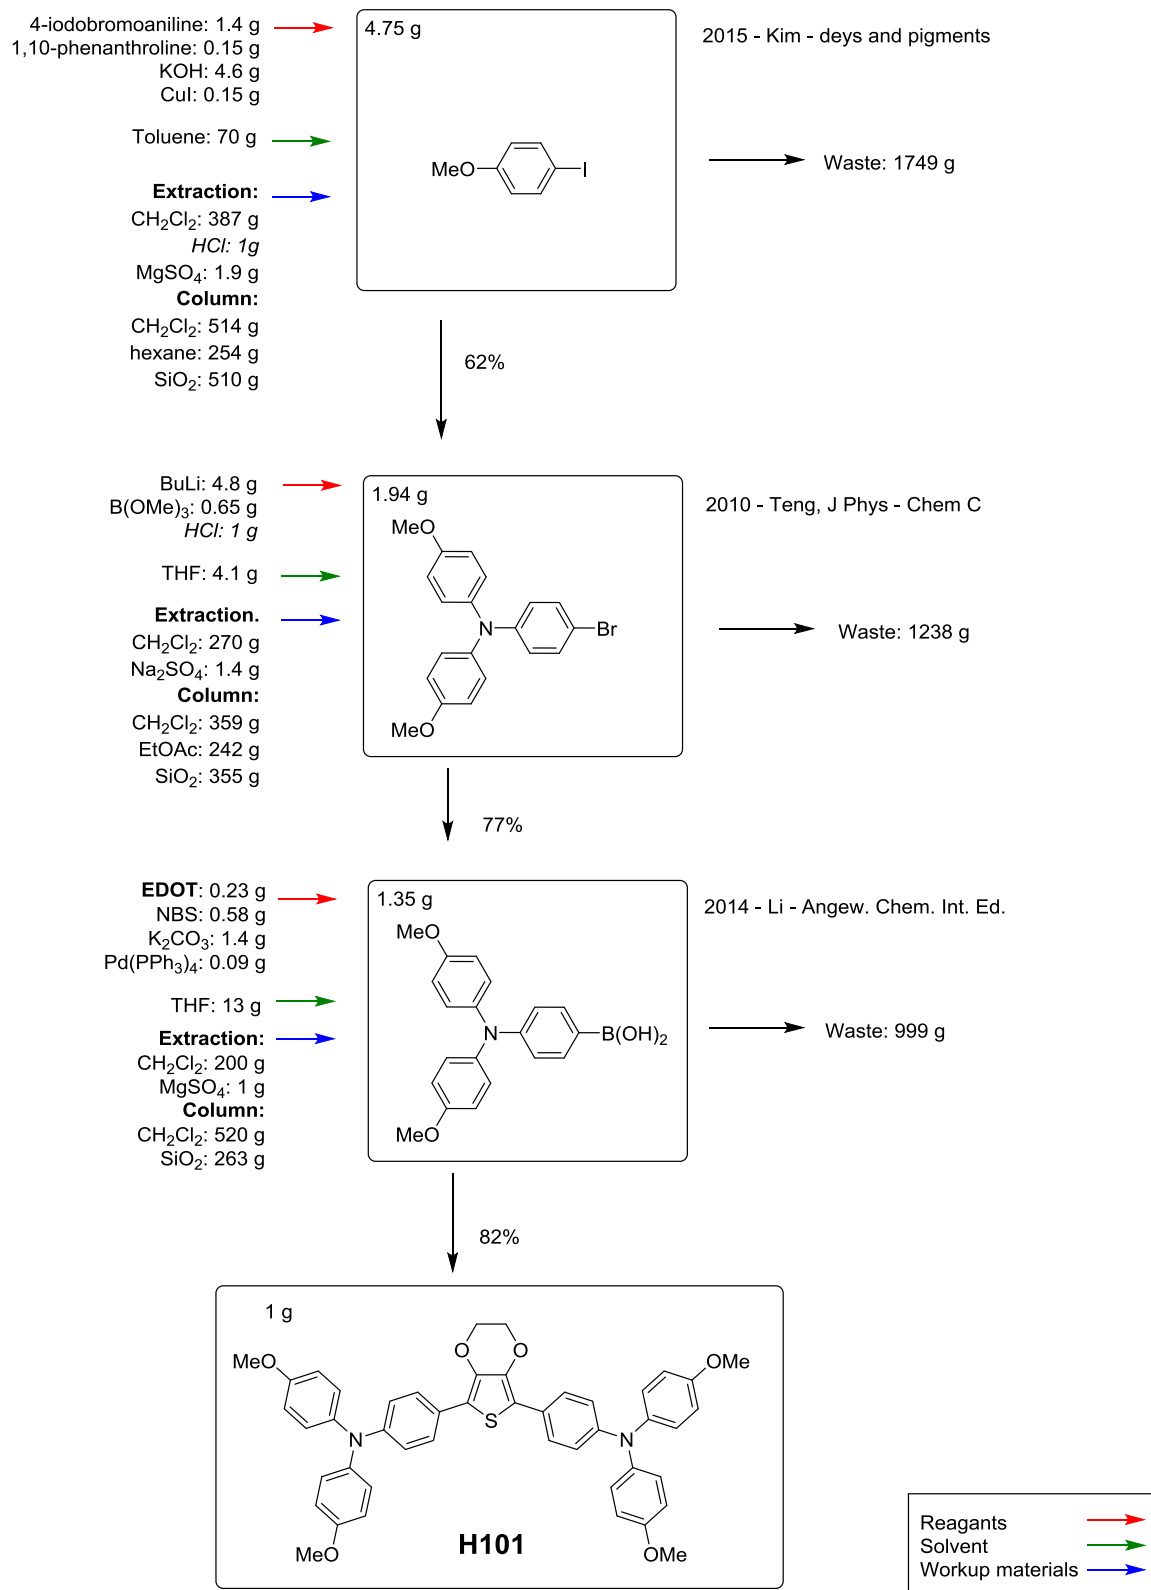 4-iodobromoaniline: 1.4 g
1,10-phenanthroline: 0.15 g
KOH: 4.6 g
CuI: 0.15 g
Toluene: 70 g
Extraction:
CH₂Cl₂: 387 g
HCl: 1g
MgSO₄: 1.9 g
Column:
CH₂Cl₂: 514 g
hexane: 254 g
SiO₂: 510 g
4.75 g
MeO
I
2015 - Kim - deys and pigments
Waste: 1749 g
62%
BuLi: 4.8 g
B(OMe)₃: 0.65 g
HCl: 1 g
THF: 4.1 g
Extraction.
CH₂Cl₂: 270 g
Na₂SO₄: 1.4 g
Column:
CH₂Cl₂: 359 g
EtOAc: 242 g
SiO₂: 355 g
1.94 g
MeO
N
Br
MeO
2010 - Teng, J Phys - Chem C
Waste: 1238 g
77%
EDOT: 0.23 g
NBS: 0.58 g
K₂CO₃: 1.4 g
Pd(PPh₃)₄: 0.09 g
THF: 13 g
Extraction:
CH₂Cl₂: 200 g
MgSO₄: 1 g
Column:
CH₂Cl₂: 520 g
SiO₂: 263 g
1.35 g
MeO
N
B(OH)₂
MeO
2014 - Li - Angew. Chem. Int. Ed.
Waste: 999 g
82%
1 g
O O
MeO OMe
S
N N
MeO OMe
H101
Reagents
Solvent
Workup materials